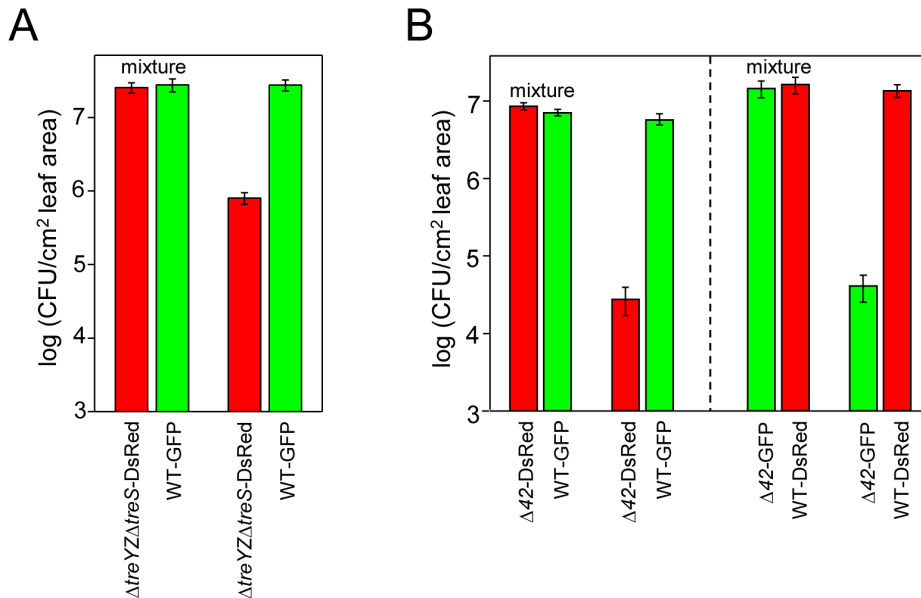 A
mixture
log (CFU/cm² leaf area)
7
6
5
4
3
ΔtreYZΔtreS-DsRed
WT-GFP
ΔtreYZΔtreS-DsRed
WT-GFP
B
mixture
mixture
log (CFU/cm² leaf area)
7
6
5
4
3
Δ42-DsRed
WT-GFP
Δ42-DsRed
WT-GFP
Δ42-GFP
WT-DsRed
Δ42-GFP
WT-DsRed